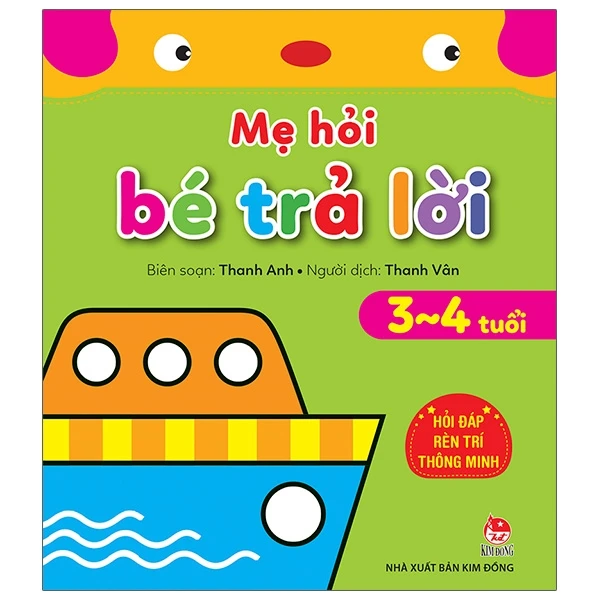 Mẹ hỏi
bé trả lời
Biên soạn: Thanh Anh • Người dịch: Thanh Vân
3~4 tuổi
HỎI ĐÁP
RÈN TRÍ
THÔNG MINH
KIM ĐỒNG
NHÀ XUẤT BẢN KIM ĐỒNG